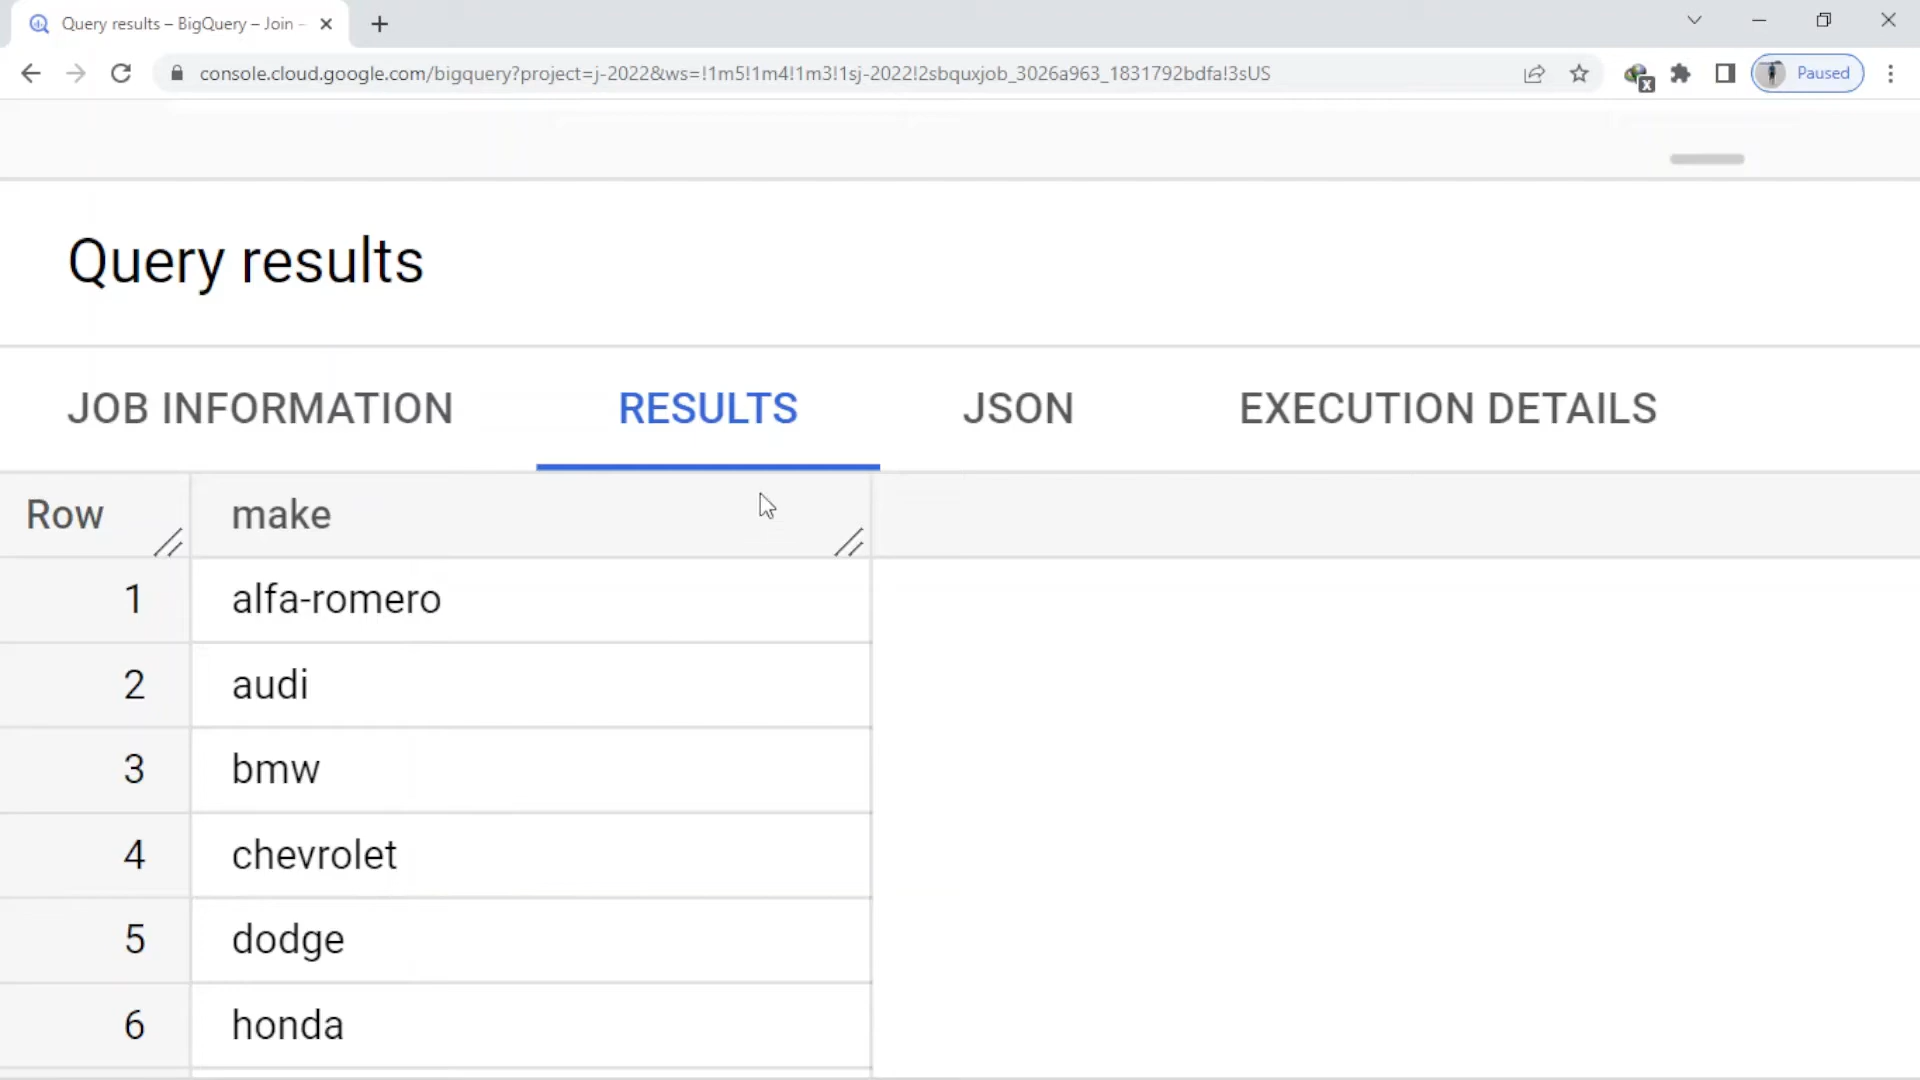 Query results – BigQuery – Join –
console.cloud.google.com/bigquery?project=j-2022&ws=!1m5!1m4!1m3!1sj-2022!2sbquxjob_3026a963_1831792bdfa!3sUS
x
Paused
Query results
JOB INFORMATION RESULTS JSON EXECUTION DETAILS
Row make
1 alfa-romero
2 audi
3 bmw
4 chevrolet
5 dodge
6 honda